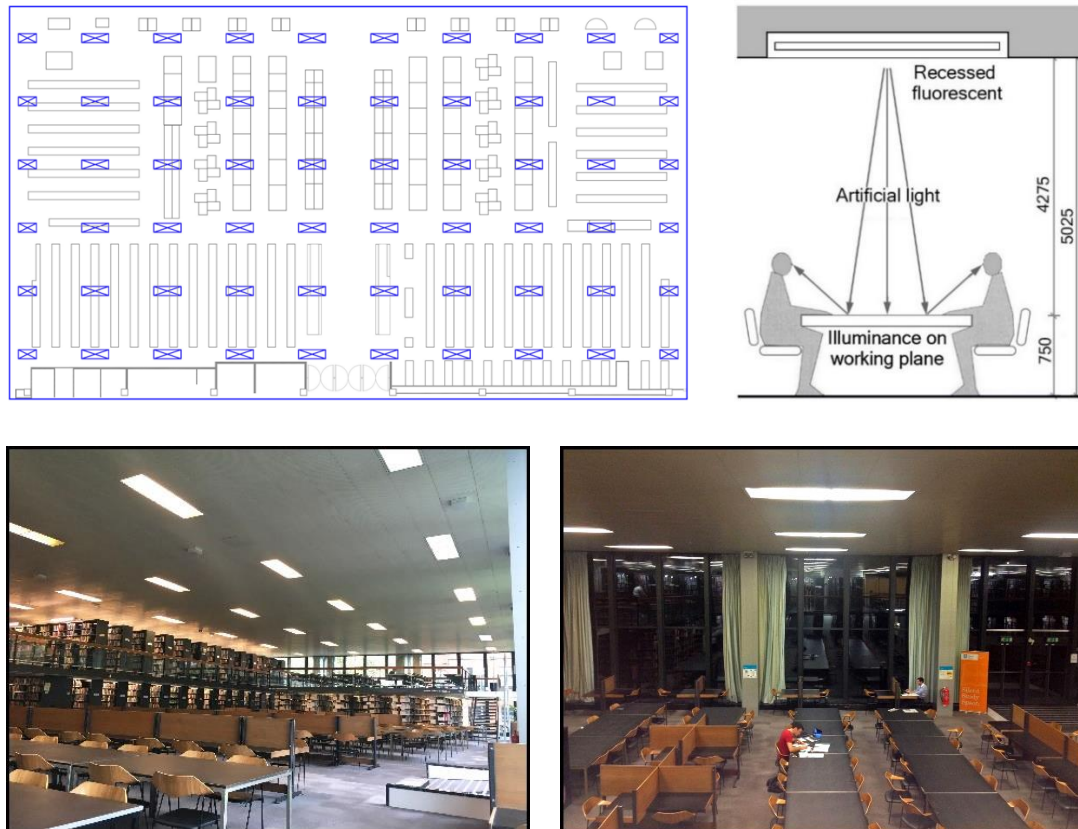 Recessed
fluorescent
Artificial light
4275
5025
Illuminance on
working plane
750